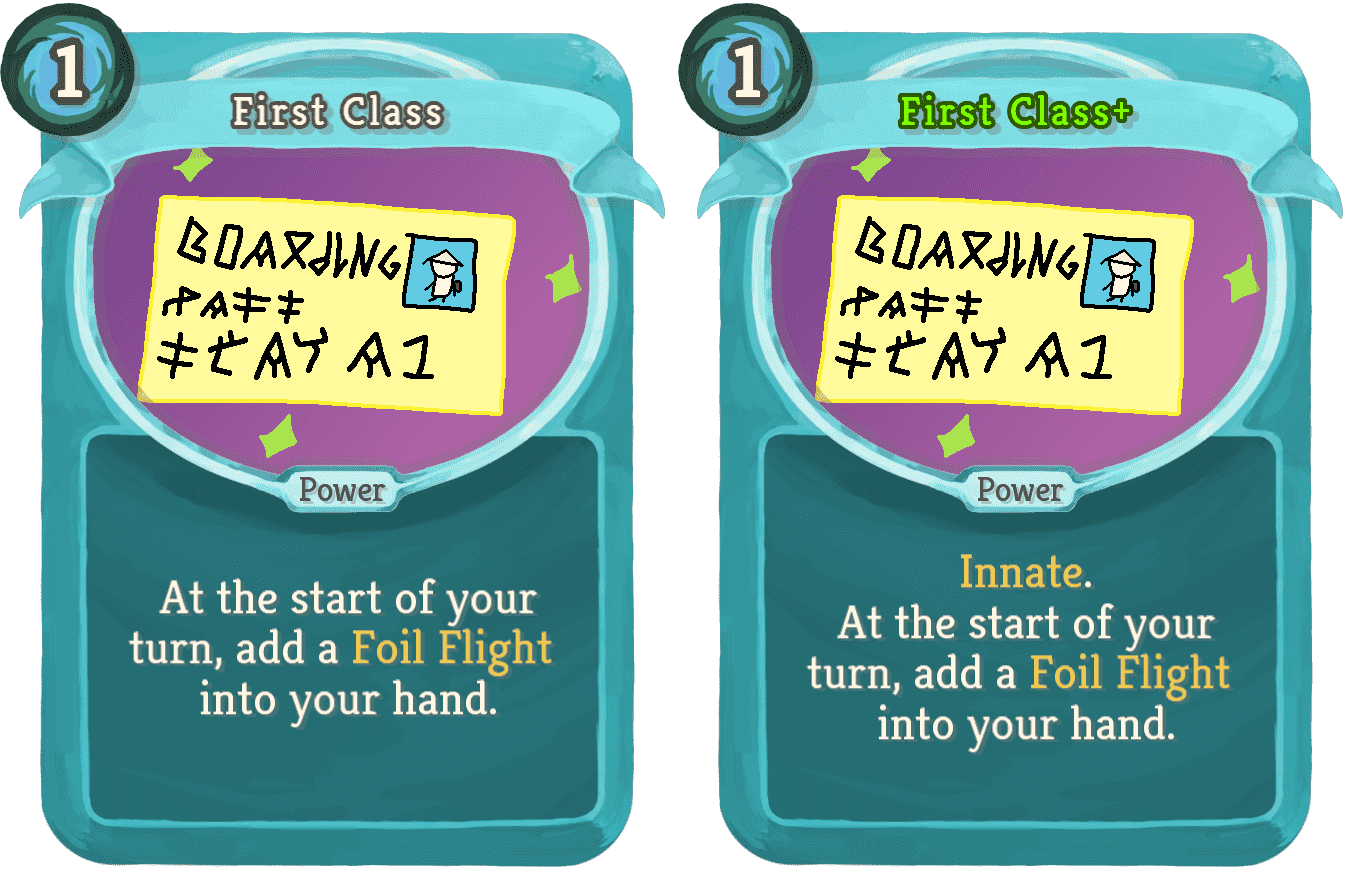 1
First Class
BOARDING
PASS
SEAT A1
Power
At the start of your
turn, add a Foil Flight
into your hand.
1
First Class+
BOARDING
PASS
SEAT A1
Power
Innate.
At the start of your
turn, add a Foil Flight
into your hand.